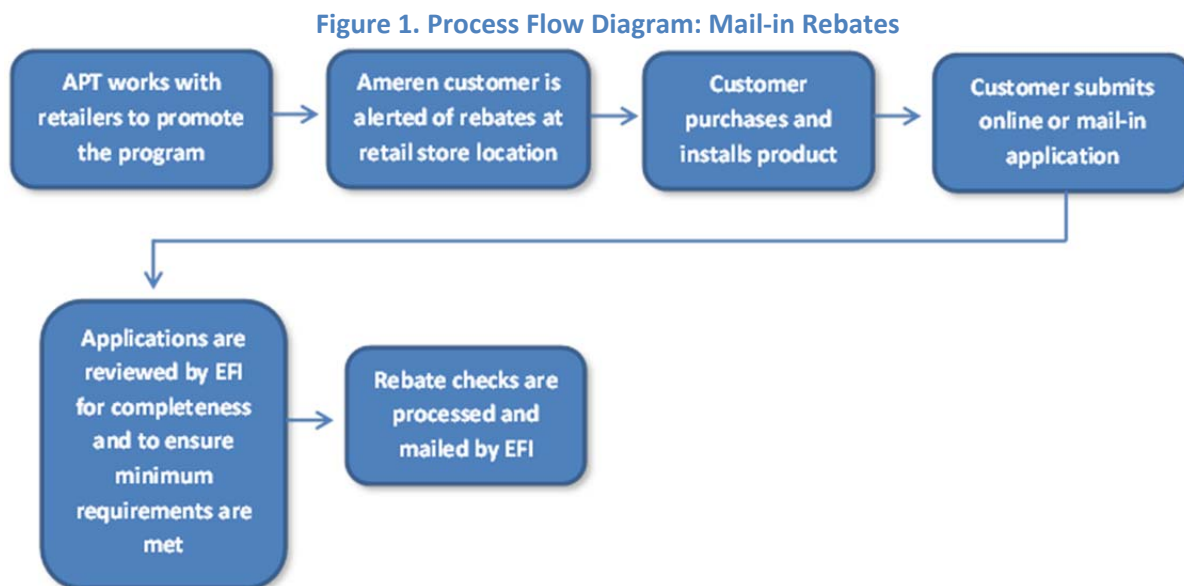 Figure 1. Process Flow Diagram: Mail-in Rebates
APT works with
retailers to promote
the program
Ameren customer is
alerted of rebates at
retail store location
Customer
purchases and
installs product
Customer submits
online or mail-in
application
Applications are
reviewed by EFI
for completeness
and to ensure
minimum
requirements are
met
Rebate checks are
processed and
mailed by EFI